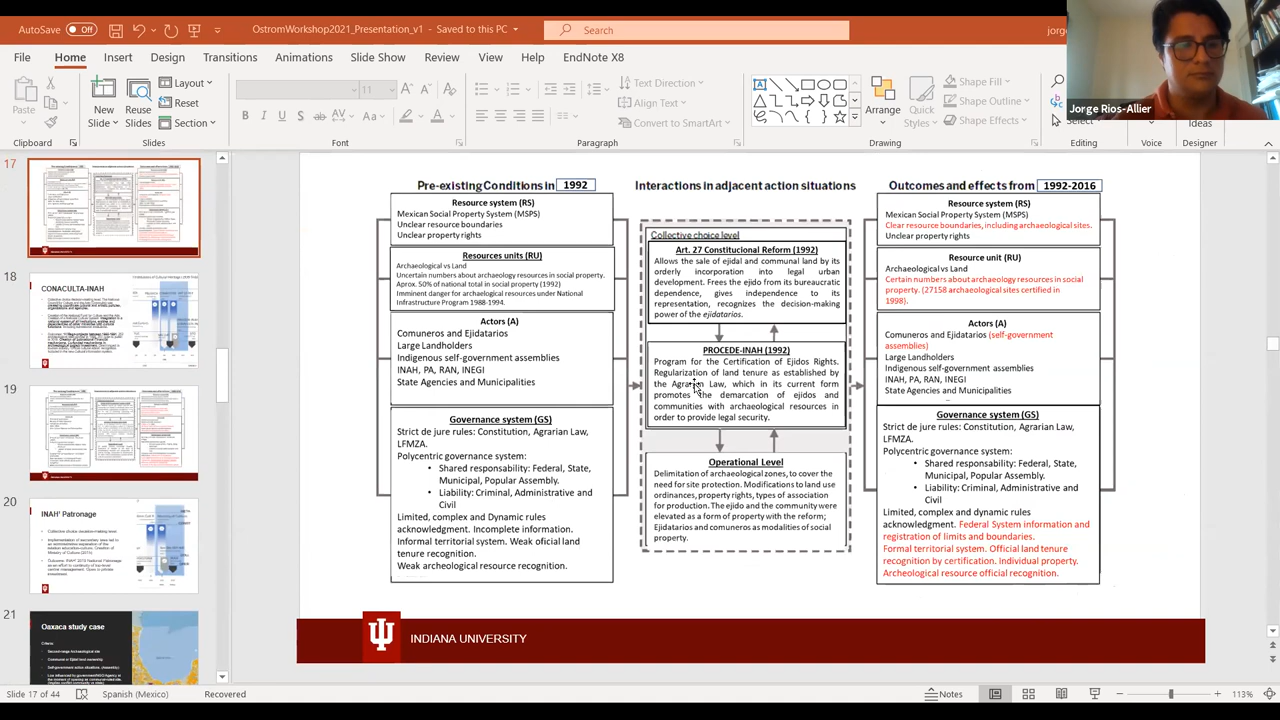 AutoSave Off
OstromWorkshop2021_Presentation_v1 - Saved to this PC
Search
jorg
Jorge Rios-Allier
File Home Insert Design Transitions Animations Slide Show Review View Help EndNote X8
Paste
New
Slide
Reuse
Slides
Layout
Reset
Section
11
Text Direction
Align Text
Convert to SmartArt
Arrange
Quick
Styles
Shape Fill
Shape Outline
Shape Effects
Select
Ideas
Clipboard Slides Font Paragraph Drawing Editing Voice Designer
17
18
CONACULTA-INAH
19
20
INAH' Patronage
21
Oaxaca study case
Pre-existing Conditions in 1992
Resource system (RS)
Mexican Social Property System (MSPS)
Unclear resource boundaries
Unclear property rights
Resources units (RU)
Archaeological vs Land
Uncertain numbers about archaeology resources in social property.
Aprox. 50% of national total in social property (1992)
Imminent danger for archaeological resources under National
Infrastructure Program 1988-1994.
Actors (A)
Comuneros and Ejidatarios
Large Landholders
Indigenous self-government assemblies
INAH, PA, RAN, INEGI
State Agencies and Municipalities
Governance system (GS)
Strict de jure rules: Constitution, Agrarian Law,
LFMZA.
Polycentric governance system:
• Shared responsability: Federal, State,
Municipal, Popular Assembly.
• Liability: Criminal, Administrative and
Civil
Limited, complex and Dynamic rules
acknowledgment. Incomplete information.
Informal territorial system. Weak oficial land
tenure recognition.
Weak archeological resource recognition.
Interactions in adjacent action situations
Collective choice level
Art. 27 Constitucional Reform (1992)
Allows the sale of ejidal and communal land by its
orderly incorporation into legal urban
development. Frees the ejido from its bureaucratic
dependence, gives independence to its
representation, recognizes the decision-making
power of the ejidatarios.
PROCEDE-INAH (1992)
Program for the Certification of Ejidos Rights.
Regularization of land tenure as established by
the Agrarian Law, which in its current form
promotes the demarcation of ejidos and
communities with archaeological resources in
order to provide legal security.
Operational Level
Delimitation of archaeological zones, to cover the
need for site protection. Modifications to land use
ordinances, property rights, types of association
for production. The ejido and the community were
elevated as a form of property with the reform;
Ejidatarios and comuneros as modalities of social
property.
Outcomes and effects from 1992-2016
Resource system (RS)
Mexican Social Property System (MSPS)
Clear resource boundaries, including archaeological sites.
Unclear property rights
Resource unit (RU)
Archaeological vs Land
Certain numbers about archaeology resources in social
property. (27158 archaeological sites certified in
1998).
Actors (A)
Comuneros and Ejidatarios (self-government
assemblies)
Large Landholders
Indigenous self-government assemblies
INAH, PA, RAN, INEGI
State Agencies and Municipalities
Governance system (GS)
Strict de jure rules: Constitution, Agrarian Law,
LFMZA.
Polycentric governance system:
• Shared responsability: Federal, State,
Municipal, Popular Assembly.
• Liability: Criminal, Administrative and
Civil
Limited, complex and dynamic rules
acknowledgment. Federal System information and
registration of limits and boundaries.
Formal territorial system. Official land tenure
recognition by certification. Individual property.
Archeological resource official recognition.
INDIANA UNIVERSITY
Slide 17 of 44 Spanish (Mexico) Recovered Notes 113%